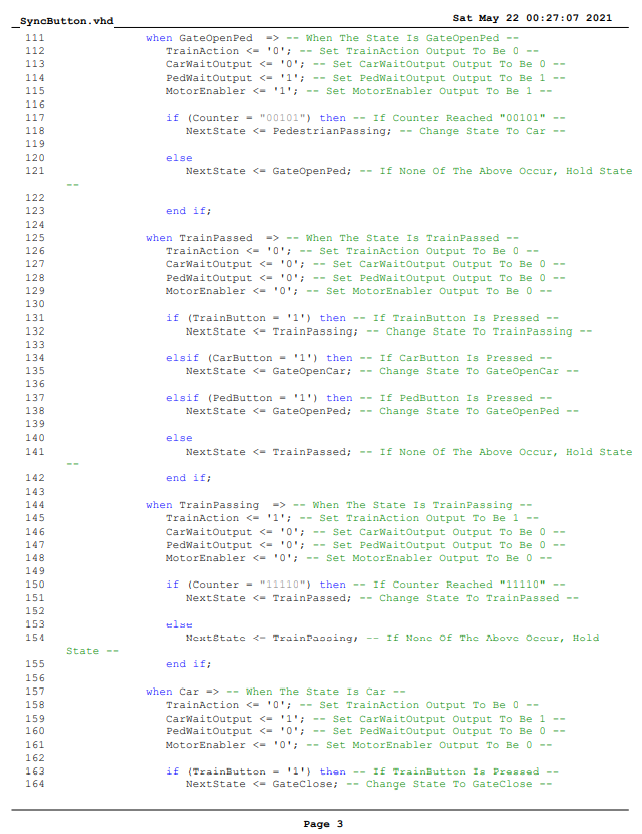 SyncButton.vhd
Sat May 22 00:27:07 2021
111 when GateOpenPed => -- When The State Is GateOpenPed --
112 TrainAction <= '0'; -- Set TrainAction Output To Be 0 --
113 CarWaitOutput <= '0'; -- Set CarWaitOutput Output To Be 0 --
114 PedWaitOutput <= '1'; -- Set PedWaitOutput Output To Be 1 --
115 MotorEnabler <= '1'; -- Set MotorEnabler Output To Be 1 --
116
117 if (Counter = "00101") then -- If Counter Reached "00101" --
118 NextState <= PedestrianPassing; -- Change State To Car --
119
120 else
121 NextState <= GateOpenPed; -- If None Of The Above Occur, Hold State
--
122
123 end if;
124
125 when TrainPassed => -- When The State Is TrainPassed --
126 TrainAction <= '0'; -- Set TrainAction Output To Be 0 --
127 CarWaitOutput <= '0'; -- Set CarWaitOutput Output To Be 0 --
128 PedWaitOutput <= '0'; -- Set PedWaitOutput Output To Be 0 --
129 MotorEnabler <= '0'; -- Set MotorEnabler Output To Be 0 --
130
131 if (TrainButton = '1') then -- If TrainButton Is Pressed --
132 NextState <= TrainPassing; -- Change State To TrainPassing --
133
134 elsif (CarButton = '1') then -- If CarButton Is Pressed --
135 NextState <= GateOpenCar; -- Change State To GateOpenCar --
136
137 elsif (PedButton = '1') then -- If PedButton Is Pressed --
138 NextState <= GateOpenPed; -- Change State To GateOpenPed --
139
140 else
141 NextState <= TrainPassed; -- If None Of The Above Occur, Hold State
--
142 end if;
143
144 when TrainPassing => -- When The State Is TrainPassing --
145 TrainAction <= '1'; -- Set TrainAction Output To Be 1 --
146 CarWaitOutput <= '0'; -- Set CarWaitOutput Output To Be 0 --
147 PedWaitOutput <= '0'; -- Set PedWaitOutput Output To Be 0 --
148 MotorEnabler <= '0'; -- Set MotorEnabler Output To Be 0 --
149
150 if (Counter = "11110") then -- If Counter Reached "11110" --
151 NextState <= TrainPassed; -- Change State To TrainPassed --
152
153 else
154 NextState <= TrainPassing; -- If None Of The Above Occur, Hold
State --
155 end if;
156
157 when Car => -- When The State Is Car --
158 TrainAction <= '0'; -- Set TrainAction Output To Be 0 --
159 CarWaitOutput <= '1'; -- Set CarWaitOutput Output To Be 1 --
160 PedWaitOutput <= '0'; -- Set PedWaitOutput Output To Be 0 --
161 MotorEnabler <= '0'; -- Set MotorEnabler Output To Be 0 --
162
163 if (TrainButton = '1') then -- If TrainButton Is Pressed --
164 NextState <= GateClose; -- Change State To GateClose --
Page 3